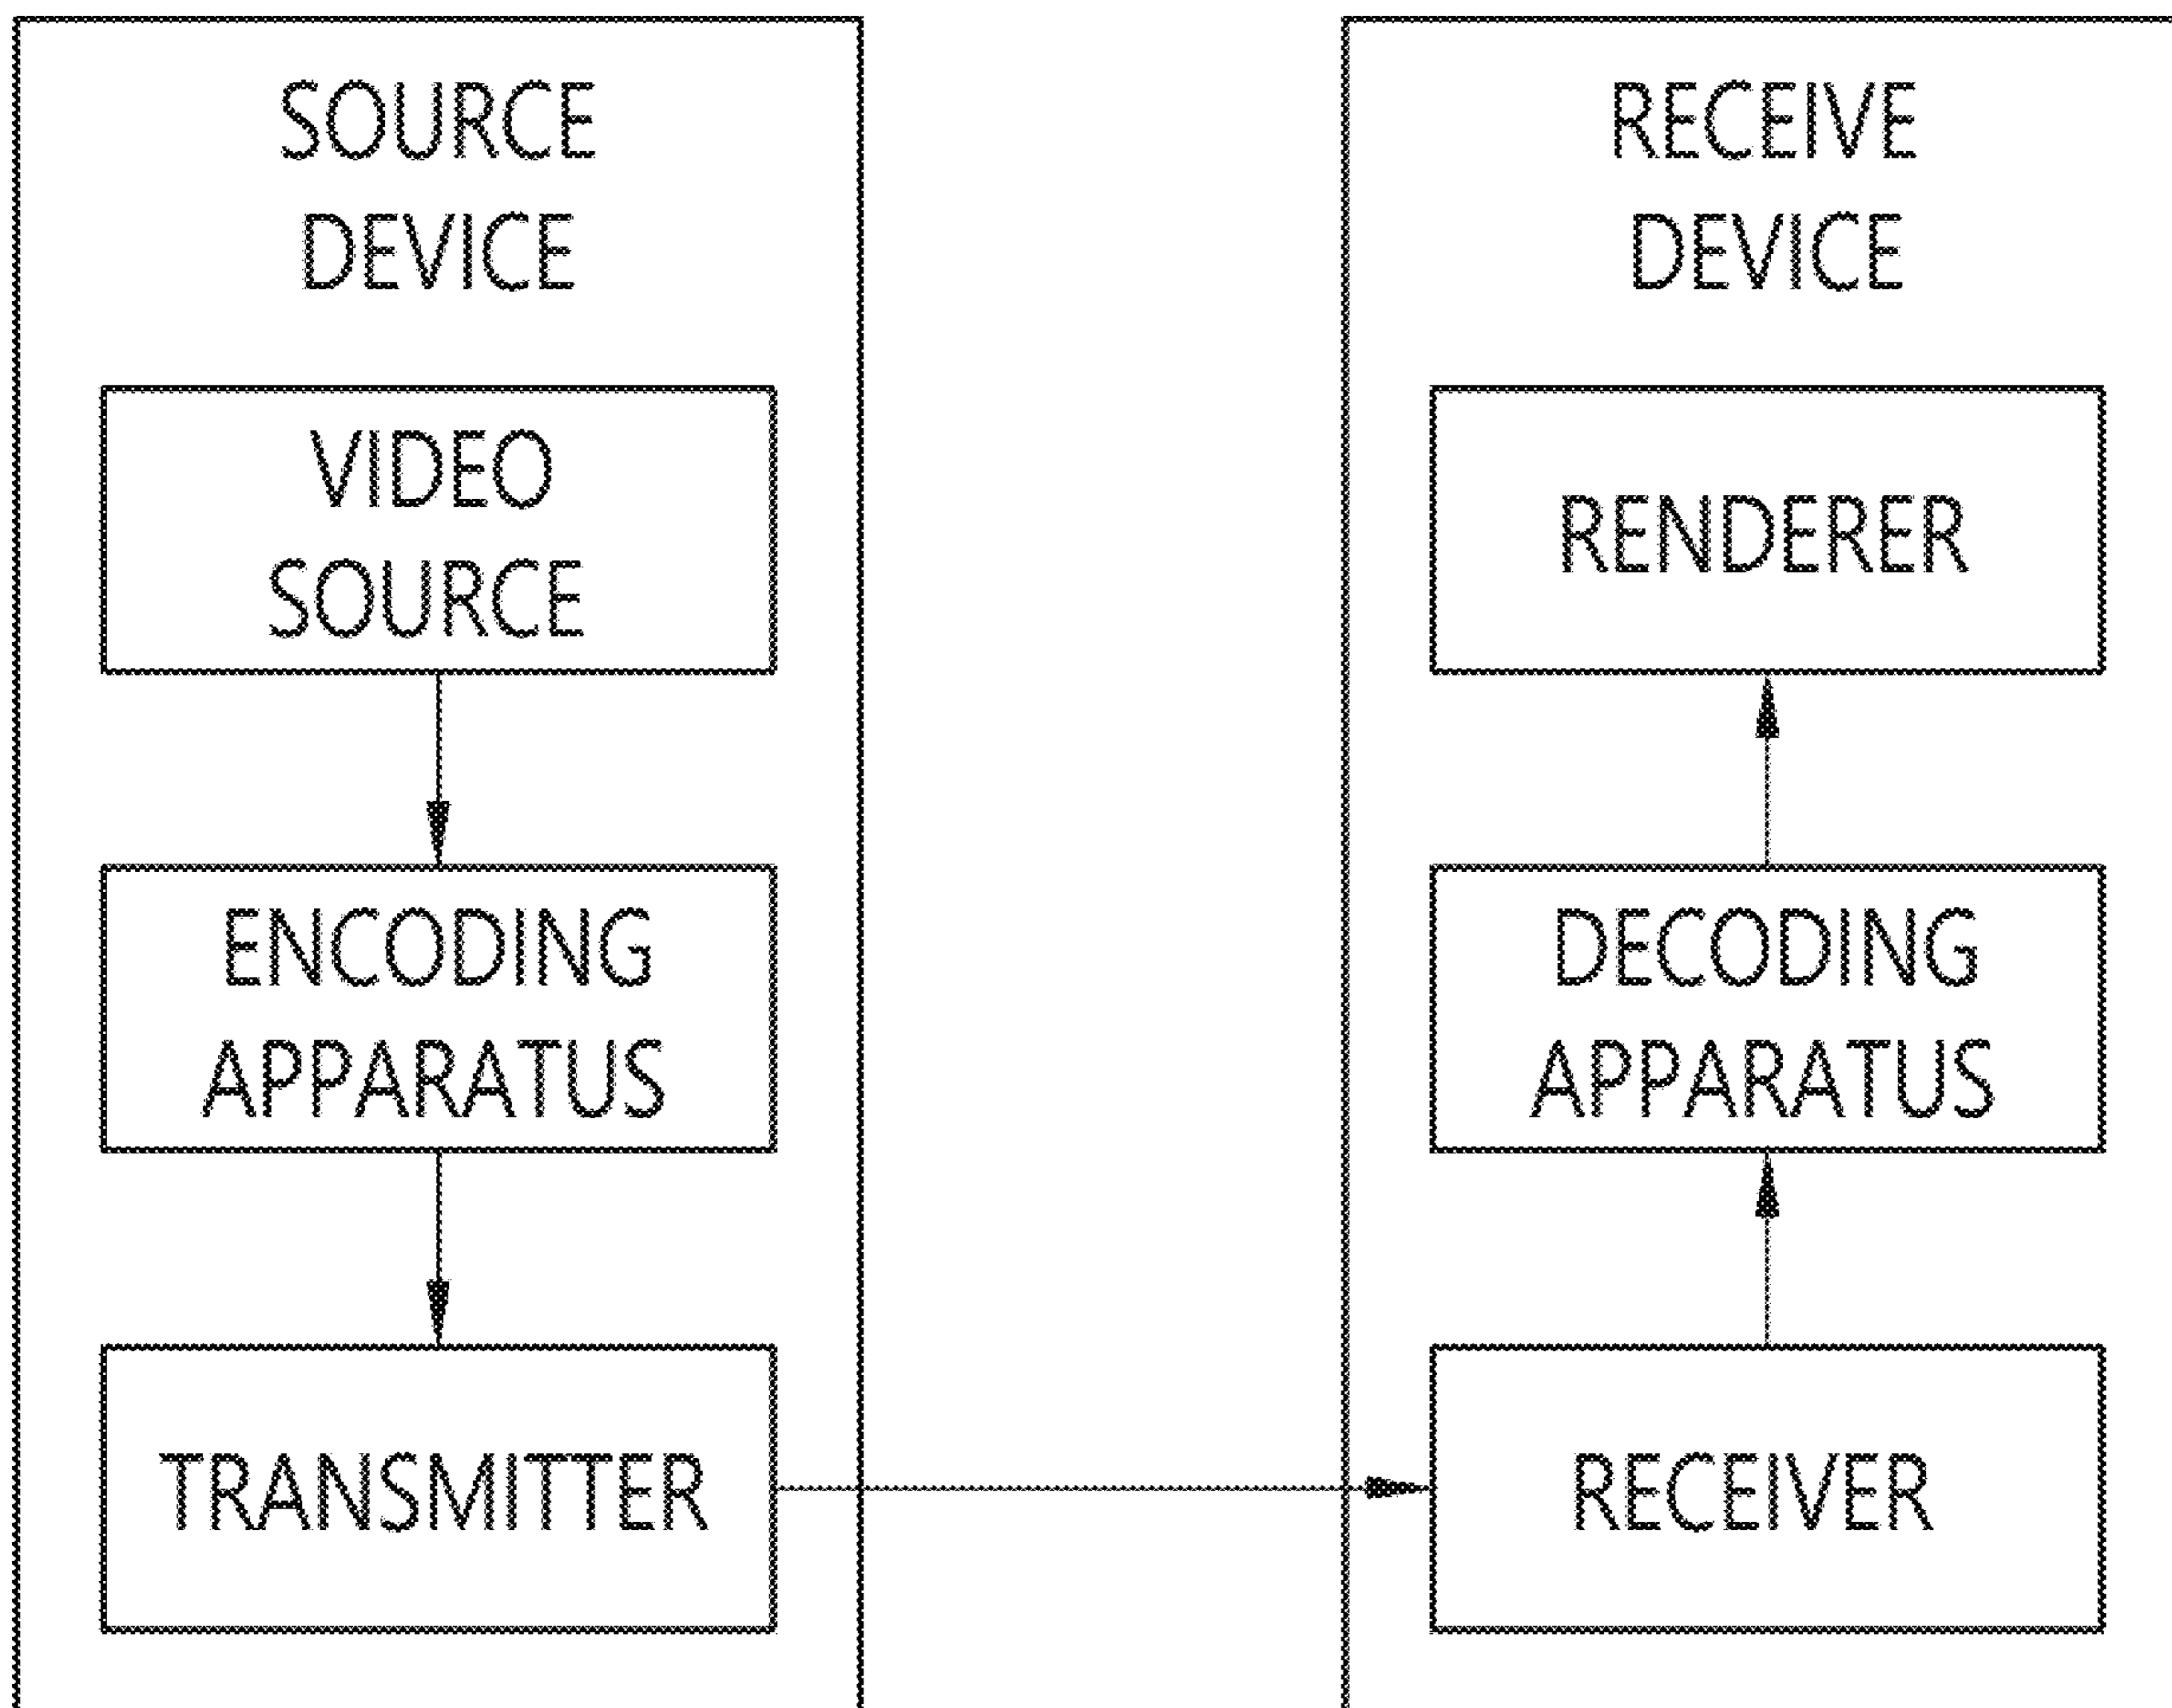 SOURCE
DEVICE
VIDEO
SOURCE
ENCODING
APPARATUS
TRANSMITTER
RECEIVE
DEVICE
RENDERER
DECODING
APPARATUS
RECEIVER